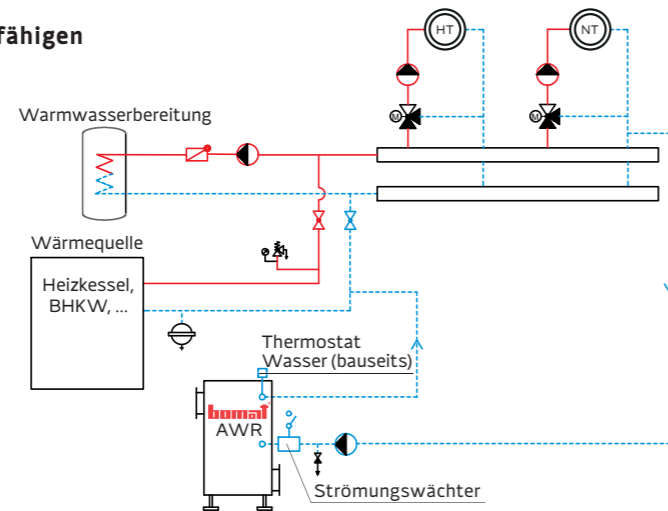 fähigen
HT
NT
M
M
Warmwasserbereitung
Wärmequelle
Heizkessel,
BHKW, ...
Thermostat
Wasser (bauseits)
bomat
AWR
Strömungswächter